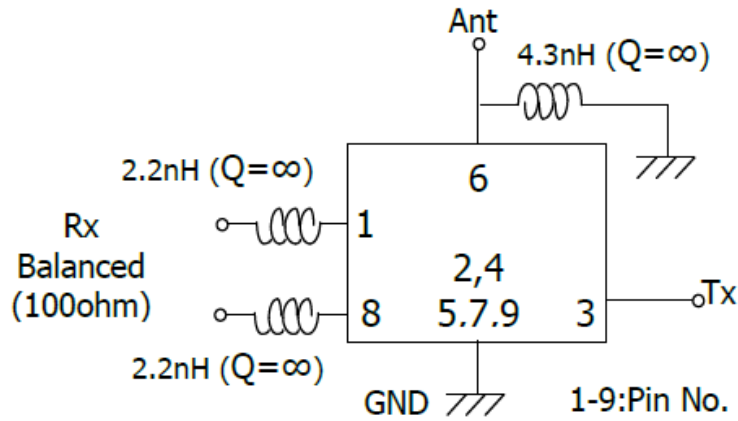 Ant
4.3nH (Q=∞)
2.2nH (Q=∞)
6
Rx
Balanced
(100ohm)
1
2,4
5.7.9
8
3
Tx
2.2nH (Q=∞)
GND
1-9:Pin No.